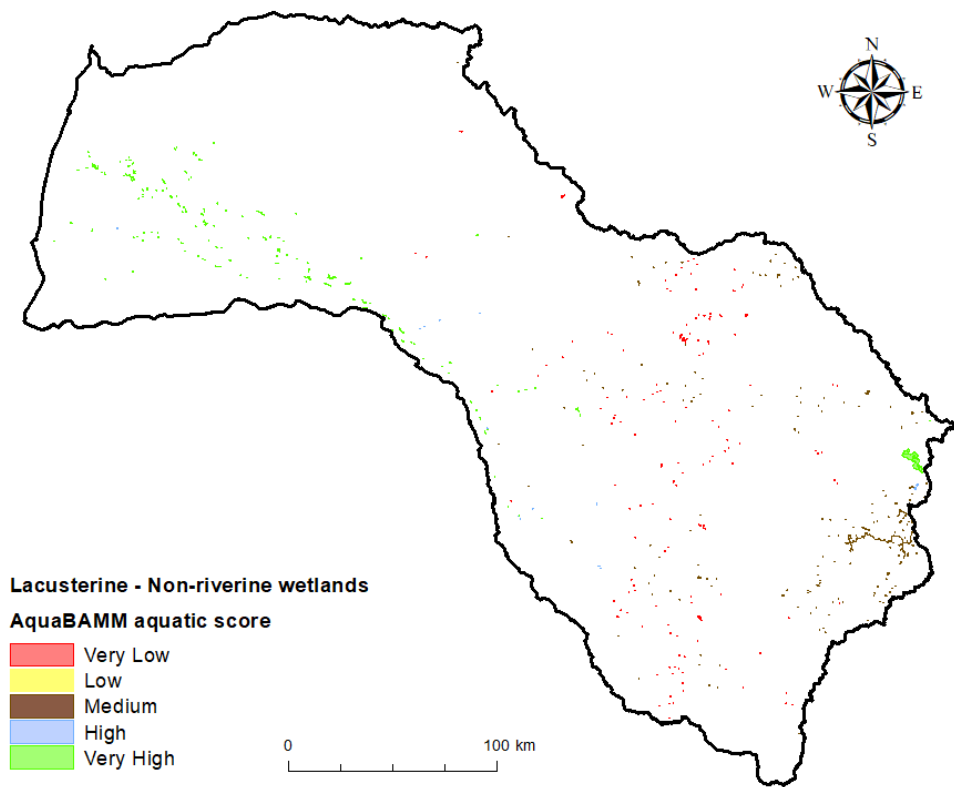 N
W E
S
Lacusterine - Non-riverine wetlands
AquaBAMM aquatic score
Very Low
Low
Medium
High
Very High
0 100 km